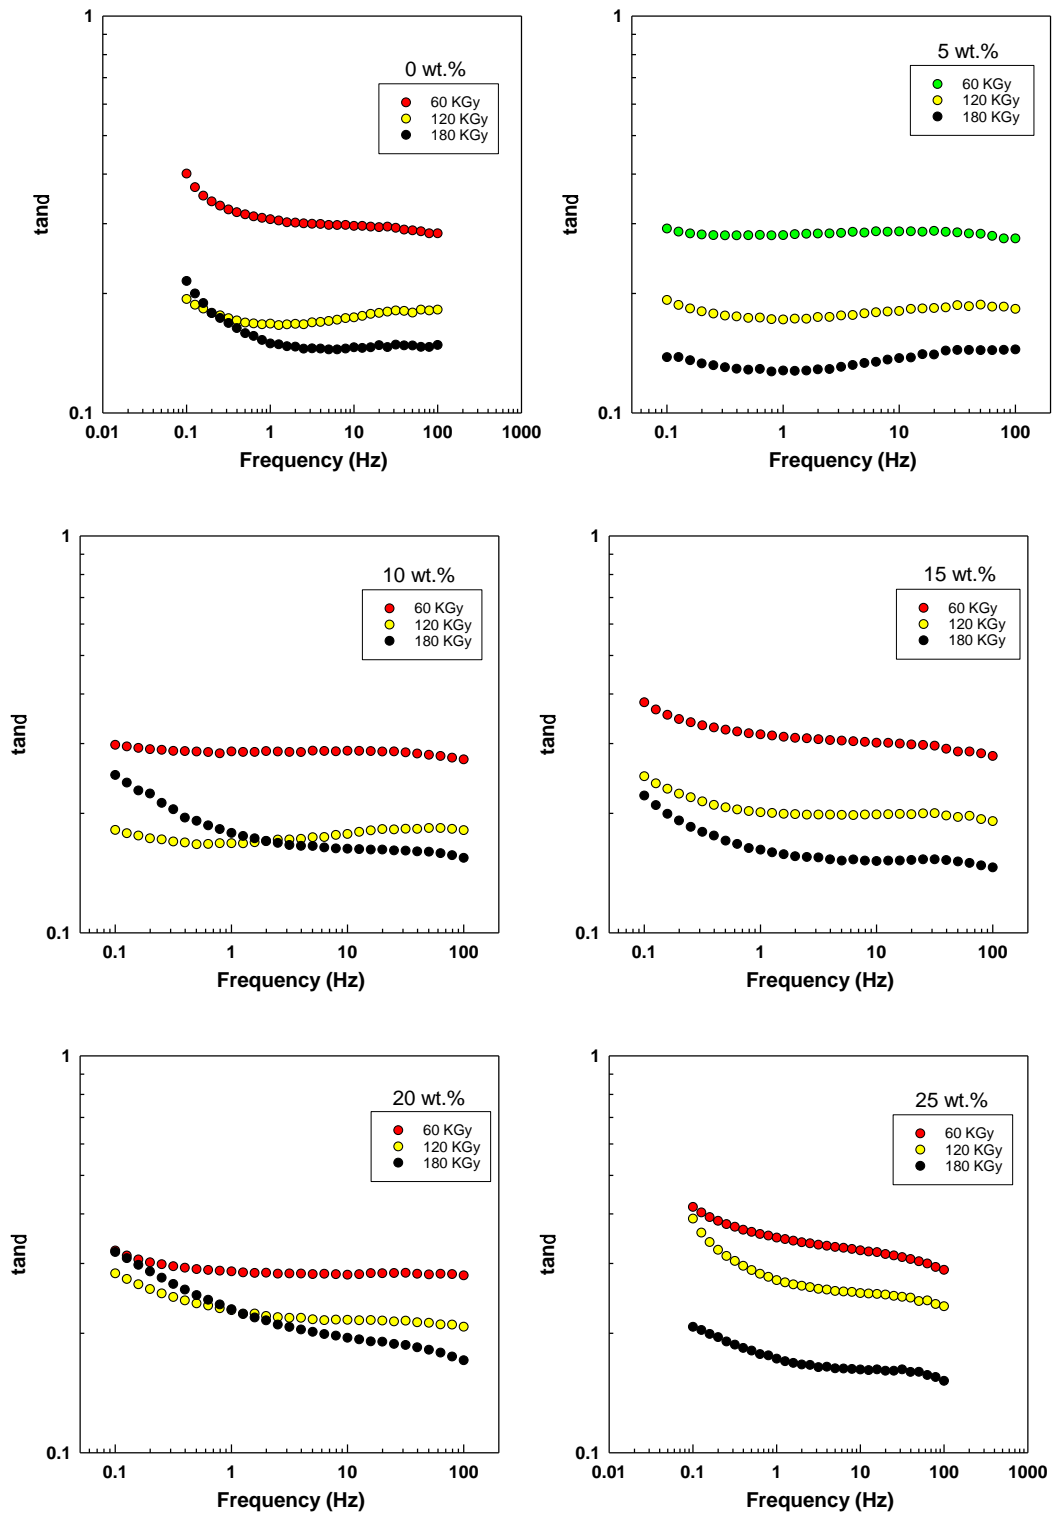 1
0 wt.%
60 KGy
120 KGy
180 KGy
tand
0.1
0.01 0.1 1 10 100 1000
Frequency (Hz)
1
5 wt.%
60 KGy
120 KGy
180 KGy
tand
0.1
0.1 1 10 100
Frequency (Hz)
1
10 wt.%
60 KGy
120 KGy
180 KGy
tand
0.1
0.1 1 10 100
Frequency (Hz)
1
15 wt.%
60 KGy
120 KGy
180 KGy
tand
0.1
0.1 1 10 100
Frequency (Hz)
1
20 wt.%
60 KGy
120 KGy
180 KGy
tand
0.1
0.1 1 10 100
Frequency (Hz)
1
25 wt.%
60 KGy
120 KGy
180 KGy
tand
0.1
0.01 0.1 1 10 100 1000
Frequency (Hz)